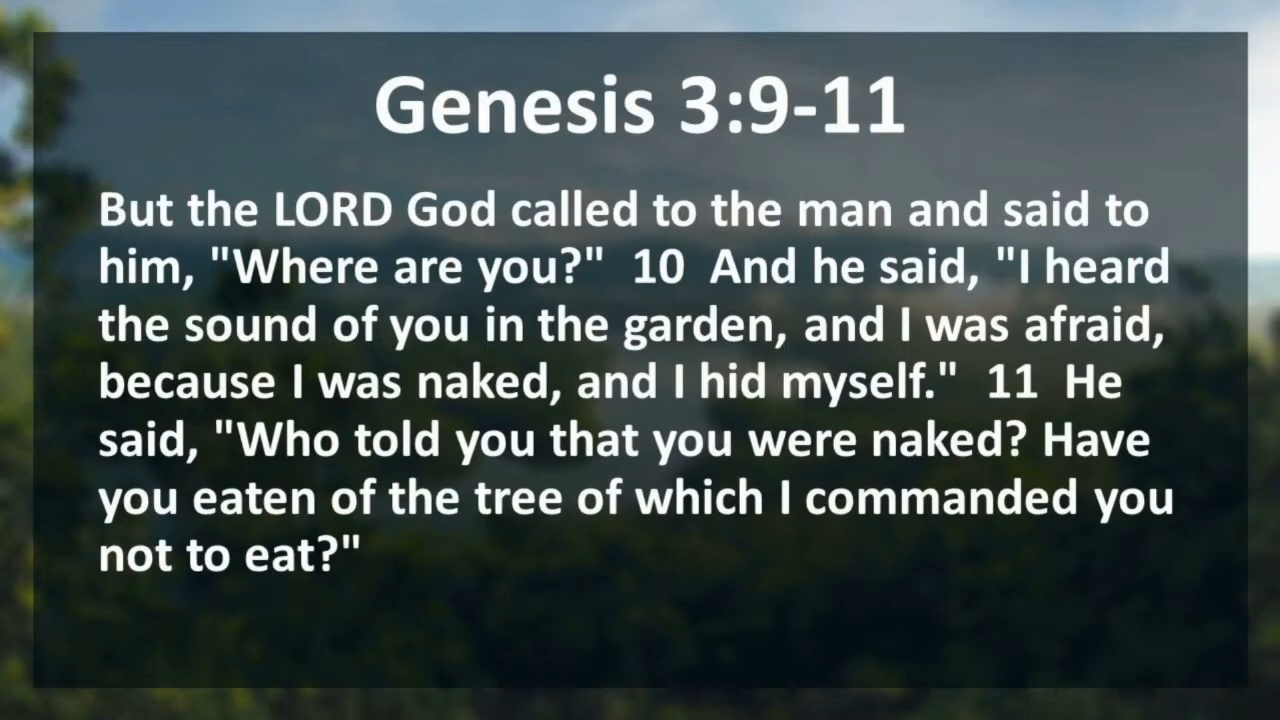 Genesis 3:9-11
But the LORD God called to the man and said to
him, "Where are you?"  10  And he said, "I heard
the sound of you in the garden, and I was afraid,
because I was naked, and I hid myself."  11  He
said, "Who told you that you were naked? Have
you eaten of the tree of which I commanded you
not to eat?"